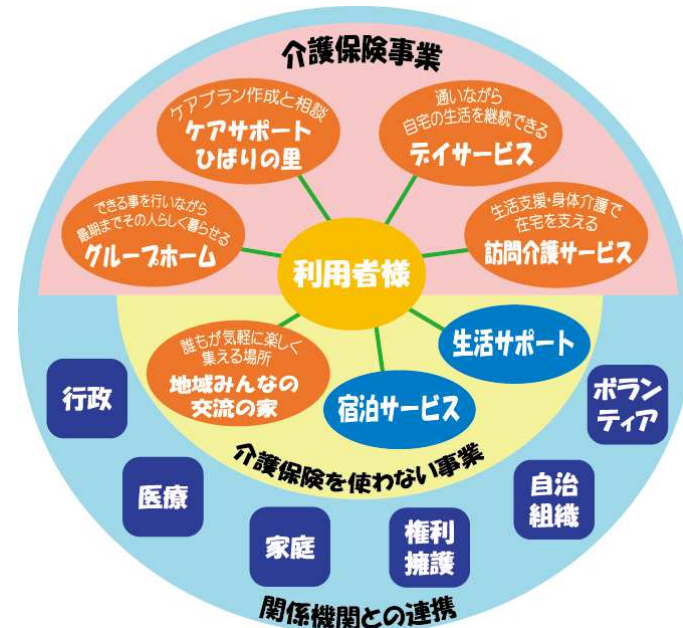 介護保険事業
ケアプラン作成と相談
ケアサポート
ひばりの里
通いながら
自宅の生活を継続できる
デイサービス
できる事を行いながら
最期までその人らしく暮らせる
グループホーム
生活支援・身体介護で
在宅を支える
訪問介護サービス
利用者様
誰もが気軽に楽しく
集える場所
地域みんなの
交流の家
宿泊サービス
生活サポート
介護保険を使わない事業
行政
医療
家庭
権利
擁護
自治
組織
ボラン
ティア
関係機関との連携